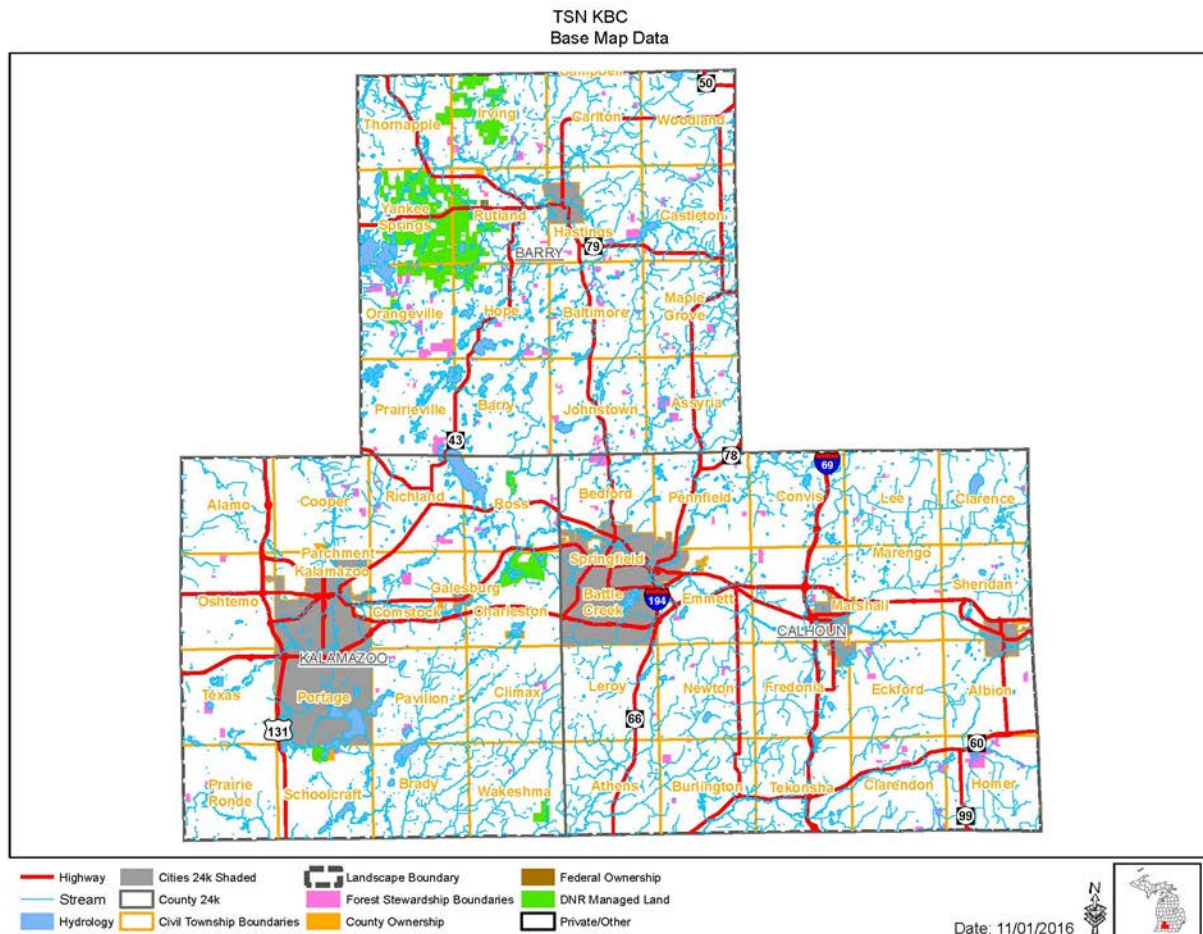 TSN KBC
Base Map Data
Campbell
50
Irving
Carlton
Woodland
Thornapple
Yankee
Springs
Rutland
Castleton
Hastings
79
BARRY
Maple
Grove
Orangeville
Hope
Baltimore
Prairieville
Barry
Johnstown
Assyria
43
78
69
Richland
Bedford
Pennfield
Convis
Lee
Clarence
Alamo
Cooper
Ross
Parchment
Kalamazoo
Springfield
Marengo
Sheridan
Oshtemo
Galesburg
Comstock
Charleston
Battle
Creek
194
Emmett
Marshall
CALHOUN
KALAMAZOO
Texas
Portage
Pavilion
Climax
Leroy
Newton
Fredonia
Eckford
Albion
131
66
60
Prairie
Ronde
Schoolcraft
Brady
Wakeshma
Athens
Burlington
Tekonsha
Clarendon
Homer
99
Highway
Stream
Hydrology
Cities 24k Shaded
County 24k
Civil Township Boundaries
Landscape Boundary
Forest Stewardship Boundaries
County Ownership
Federal Ownership
DNR Managed Land
Private/Other
N
Date: 11/01/2016